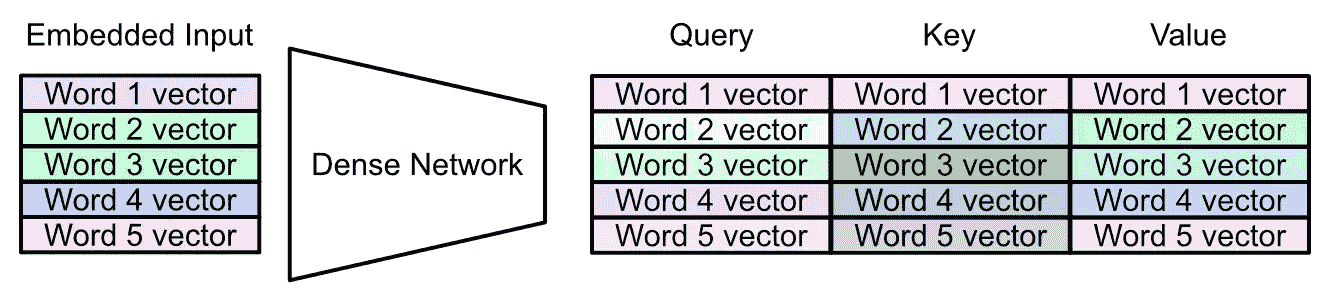 Embedded Input
Word 1 vector
Word 2 vector
Word 3 vector
Word 4 vector
Word 5 vector
Dense Network
Query Key Value
Word 1 vector Word 1 vector Word 1 vector
Word 2 vector Word 2 vector Word 2 vector
Word 3 vector Word 3 vector Word 3 vector
Word 4 vector Word 4 vector Word 4 vector
Word 5 vector Word 5 vector Word 5 vector